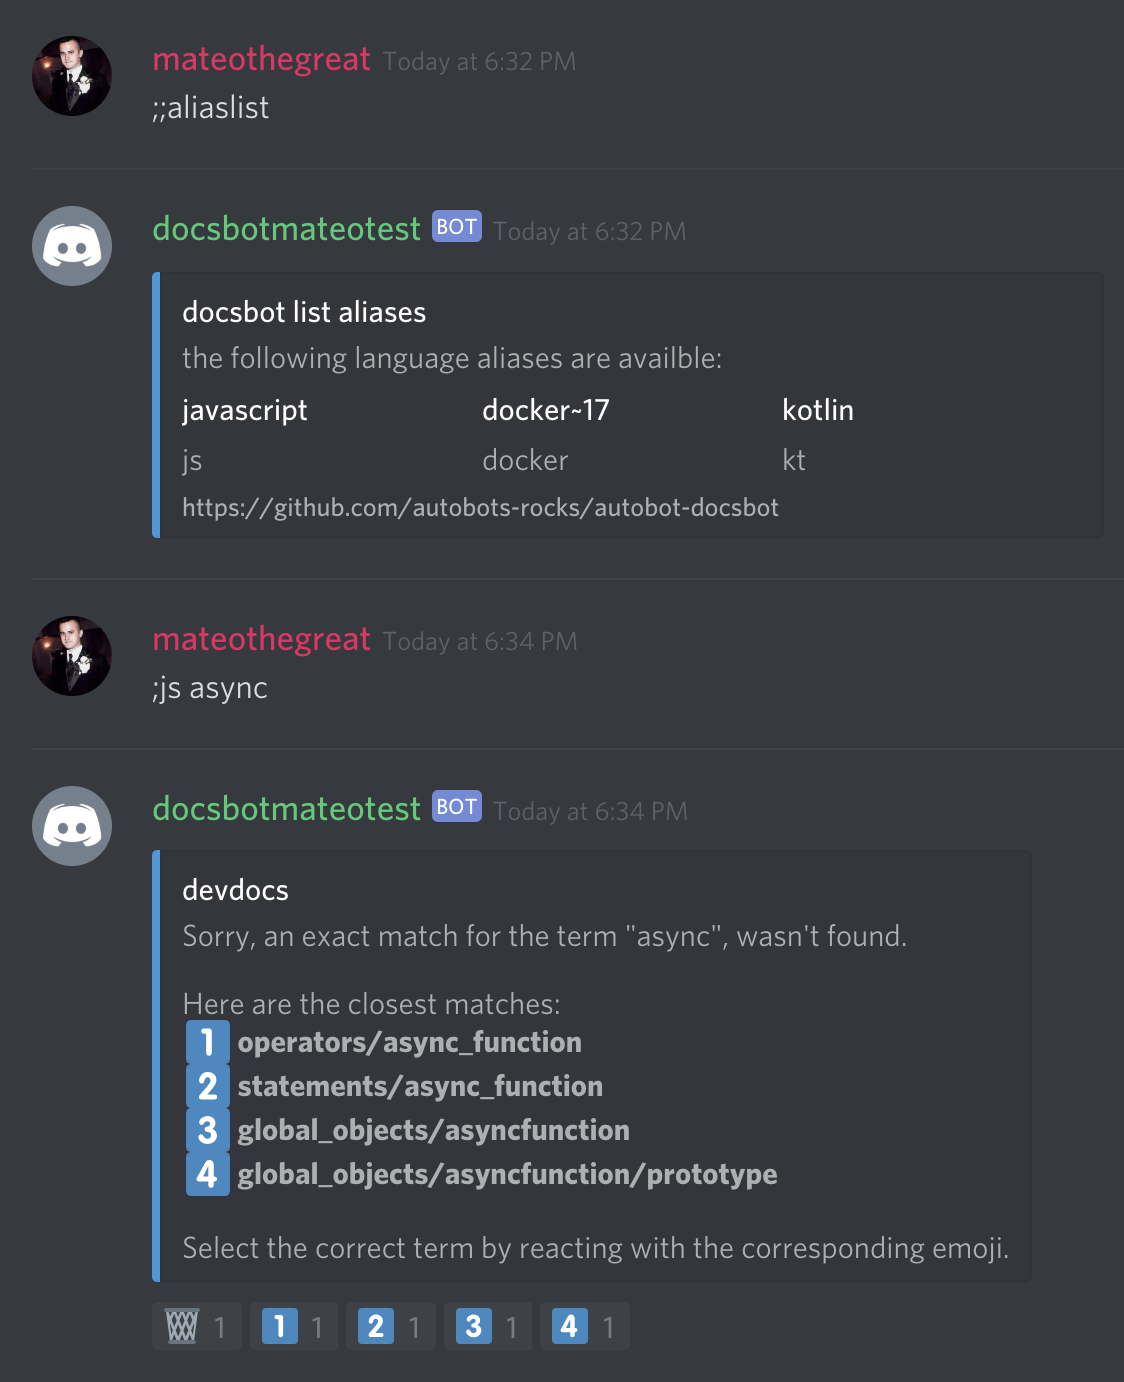 mateothegreat Today at 6:32 PM
;;aliaslist
docsbotmateotest BOT Today at 6:32 PM
docsbot list aliases
the following language aliases are availble:
javascript docker~17 kotlin
js docker kt
https://github.com/autobots-rocks/autobot-docsbot
mateothegreat Today at 6:34 PM
;js async
docsbotmateotest BOT Today at 6:34 PM
devdocs
Sorry, an exact match for the term "async", wasn't found.
Here are the closest matches:
1 operators/async_function
2 statements/async_function
3 global_objects/asyncfunction
4 global_objects/asyncfunction/prototype
Select the correct term by reacting with the corresponding emoji.
1 1 1 2 1 3 1 4 1